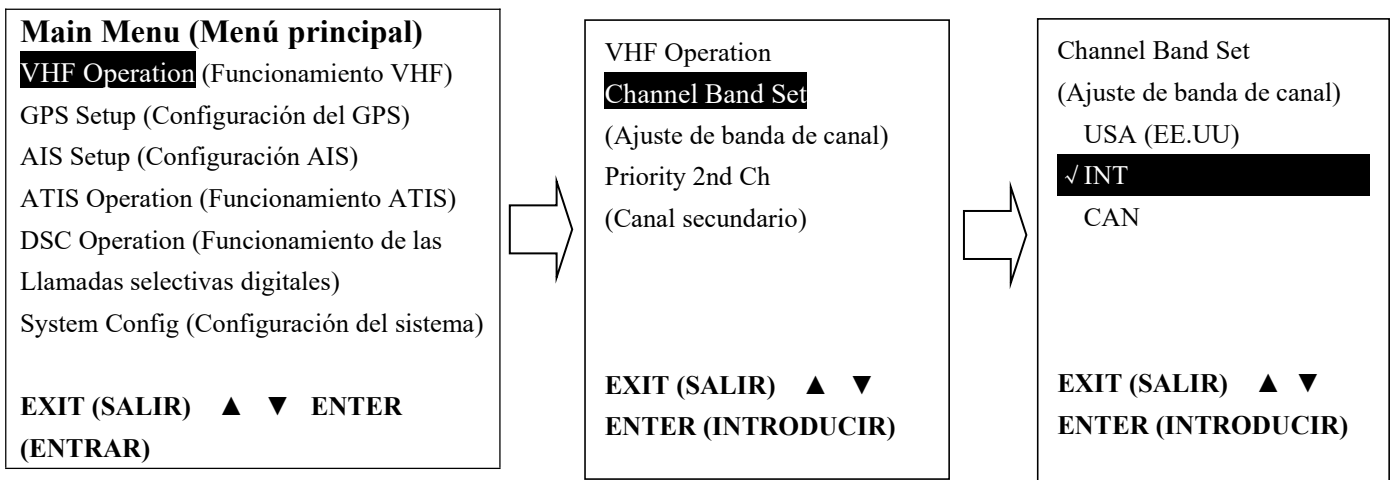 Main Menu (Menú principal)
VHF Operation (Funcionamiento VHF)
GPS Setup (Configuración del GPS)
AIS Setup (Configuración AIS)
ATIS Operation (Funcionamiento ATIS)
DSC Operation (Funcionamiento de las
Llamadas selectivas digitales)
System Config (Configuración del sistema)
EXIT (SALIR) ▲ ▼ ENTER
(ENTRAR)
VHF Operation
Channel Band Set
(Ajuste de banda de canal)
Priority 2nd Ch
(Canal secundario)
EXIT (SALIR) ▲ ▼
ENTER (INTRODUCIR)
Channel Band Set
(Ajuste de banda de canal)
USA (EE.UU)
√ INT
CAN
EXIT (SALIR) ▲ ▼
ENTER (INTRODUCIR)